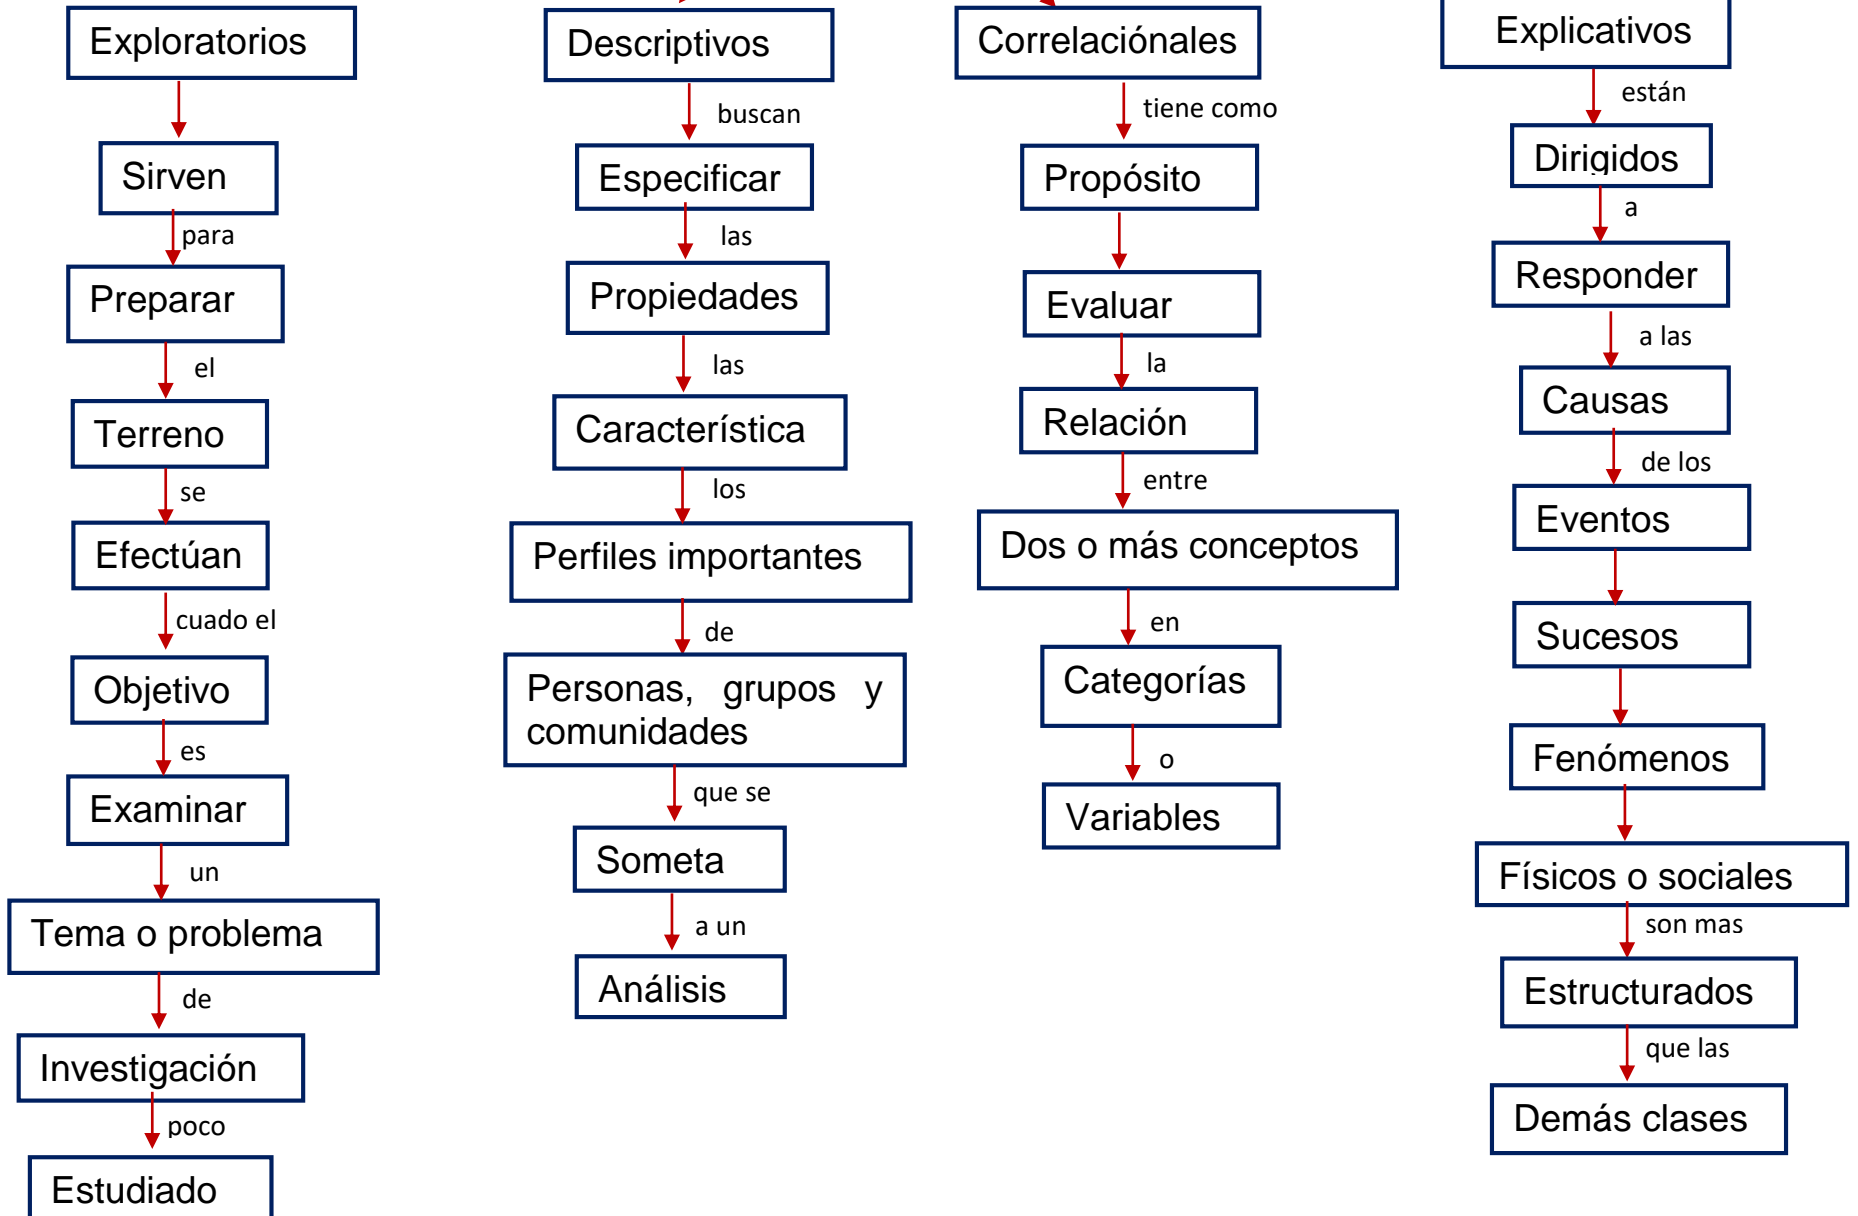 Exploratorios
Sirven
para
Preparar
el
Terreno
se
Efectúan
cuado el
Objetivo
es
Examinar
un
Tema o problema
de
Investigación
poco
Estudiado
Descriptivos
buscan
Especificar
las
Propiedades
las
Característica
los
Perfiles importantes
de
Personas, grupos y
comunidades
que se
Someta
a un
Análisis
Correlaciónales
tiene como
Propósito
Evaluar
la
Relación
entre
Dos o más conceptos
en
Categorías
o
Variables
Explicativos
están
Dirigidos
a
Responder
a las
Causas
de los
Eventos
Sucesos
Fenómenos
Físicos o sociales
son mas
Estructurados
que las
Demás clases